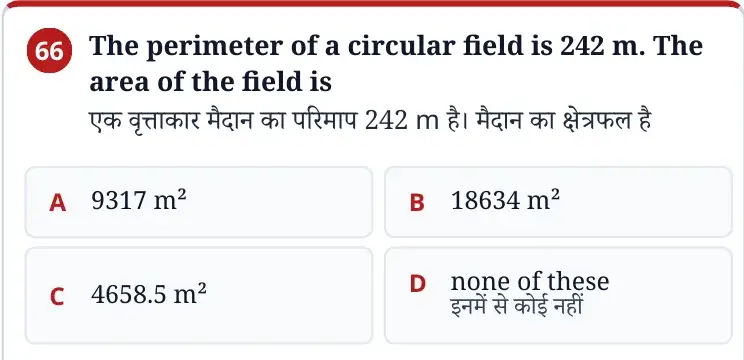 66 The perimeter of a circular field is 242 m. The
area of the field is
एक वृत्ताकार मैदान का परिमाप 242 m है। मैदान का क्षेत्रफल है
A 9317 m²
B 18634 m²
C 4658.5 m²
D none of these
इनमें से कोई नहीं